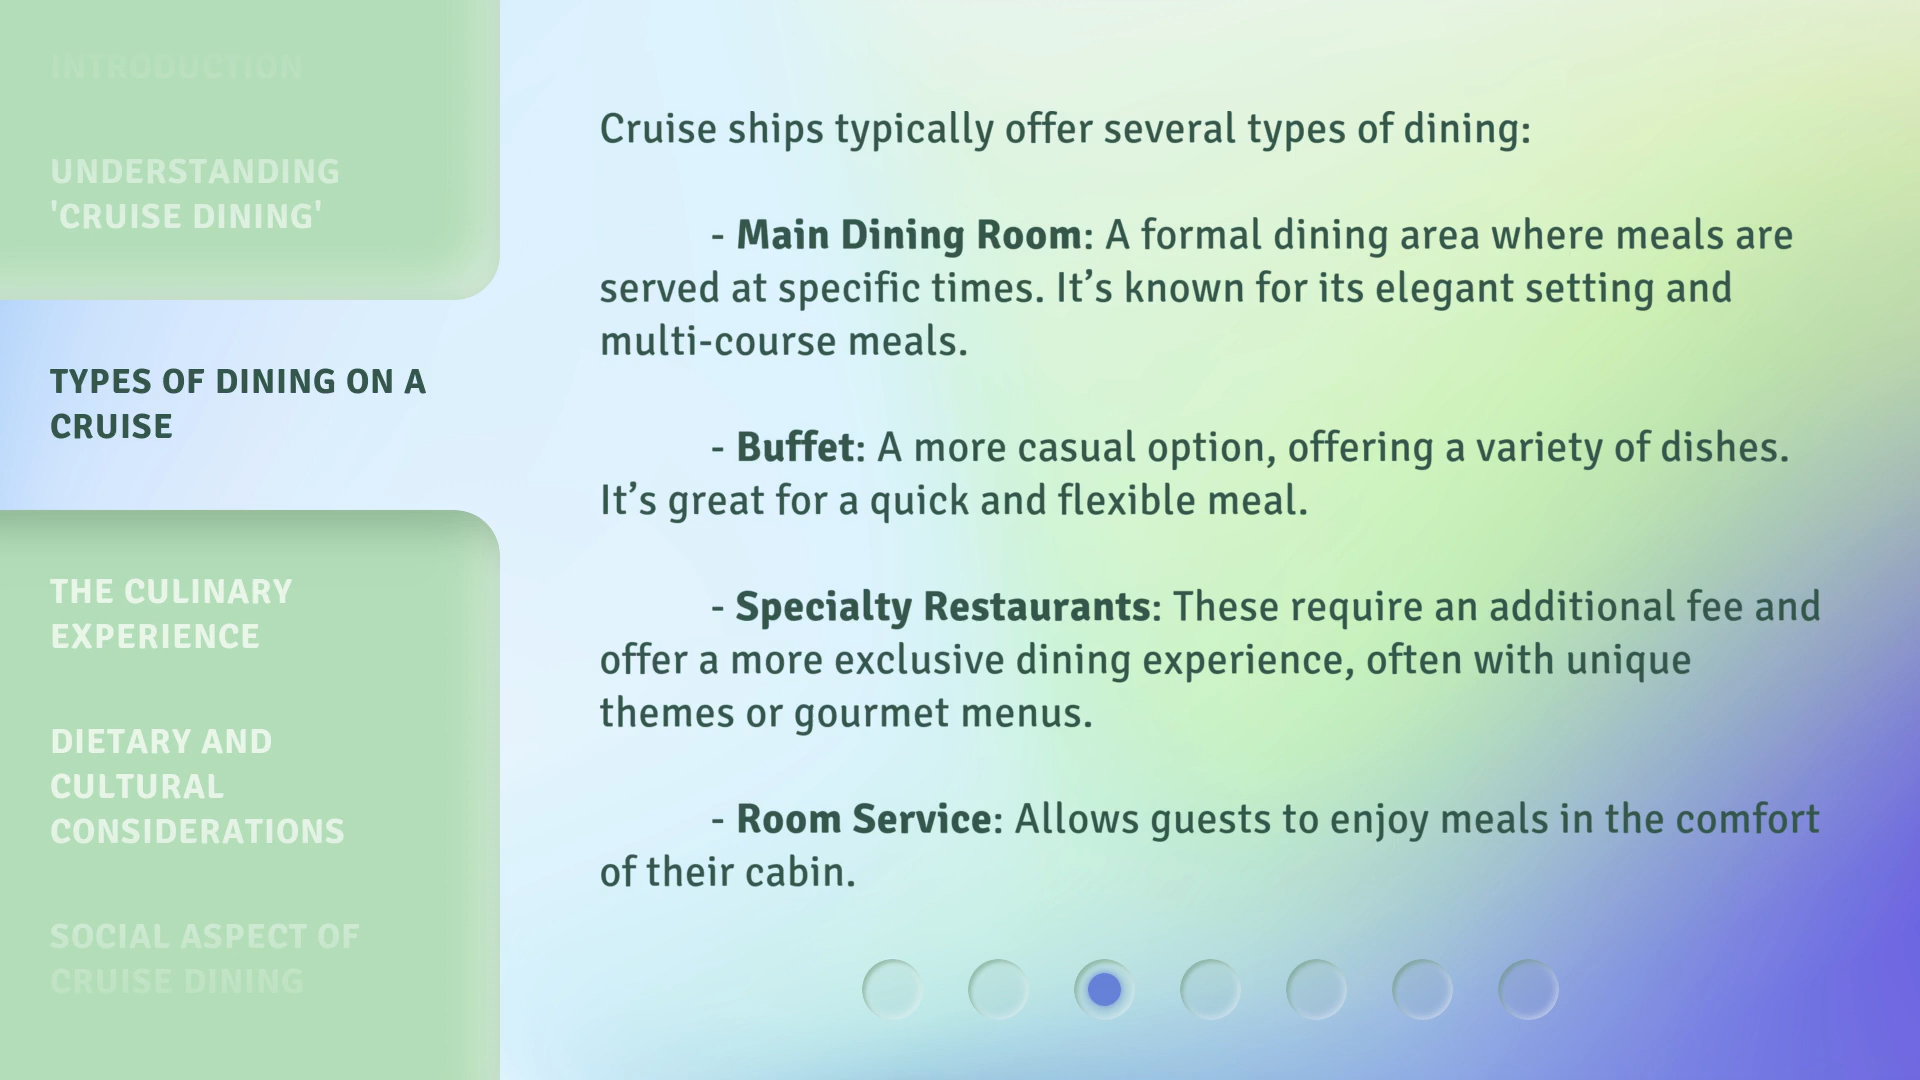 INTRODUCTION
UNDERSTANDING
'CRUISE DINING'
TYPES OF DINING ON A
CRUISE
THE CULINARY
EXPERIENCE
DIETARY AND
CULTURAL
CONSIDERATIONS
SOCIAL ASPECT OF
CRUISE DINING
Cruise ships typically offer several types of dining:
- Main Dining Room: A formal dining area where meals are
served at specific times. It’s known for its elegant setting and
multi-course meals.
- Buffet: A more casual option, offering a variety of dishes.
It’s great for a quick and flexible meal.
- Specialty Restaurants: These require an additional fee and
offer a more exclusive dining experience, often with unique
themes or gourmet menus.
- Room Service: Allows guests to enjoy meals in the comfort
of their cabin.